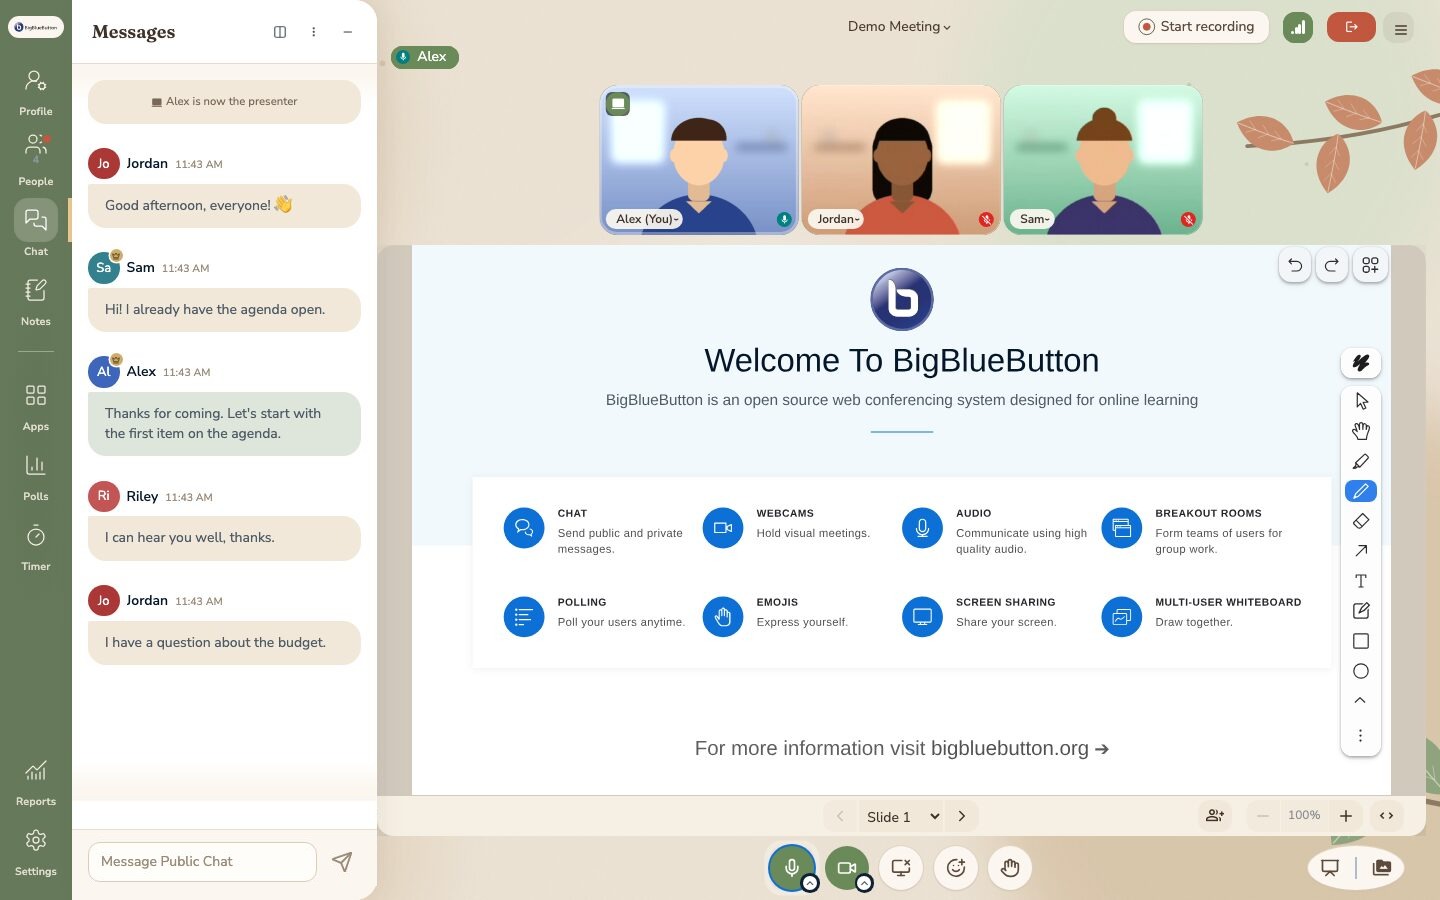 BigBlueButton
Profile
4
People
Chat
Notes
Apps
Polls
Timer
Reports
Settings
Messages
Alex is now the presenter
Jo
Jordan 11:43 AM
Good afternoon, everyone! 👋
Sa
Sam 11:43 AM
Hi! I already have the agenda open.
Al
Alex 11:43 AM
Thanks for coming. Let's start with
the first item on the agenda.
Ri
Riley 11:43 AM
I can hear you well, thanks.
Jo
Jordan 11:43 AM
I have a question about the budget.
Message Public Chat
Demo Meeting
Start recording
Alex
Alex (You)
Jordan
Sam
Welcome To BigBlueButton
BigBlueButton is an open source web conferencing system designed for online learning
CHAT
Send public and private
messages.
WEBCAMS
Hold visual meetings.
AUDIO
Communicate using high
quality audio.
BREAKOUT ROOMS
Form teams of users for
group work.
POLLING
Poll your users anytime.
EMOJIS
Express yourself.
SCREEN SHARING
Share your screen.
MULTI-USER WHITEBOARD
Draw together.
For more information visit bigbluebutton.org ➔
Slide 1
100%